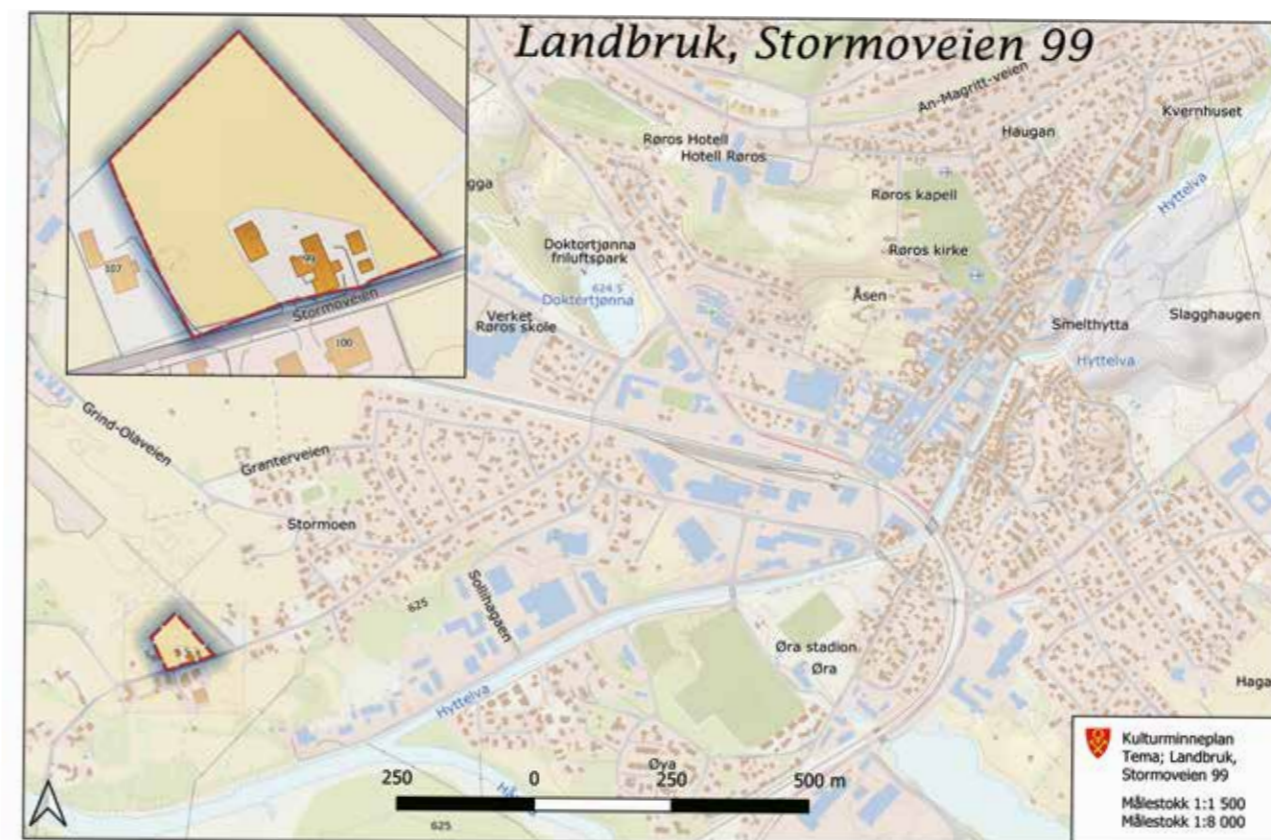 Landbruk, Stormoveien 99
An-Magritt-veien
Kvernhuset
Haugan
Røros Hotell
Hotell Røros
Røros kapell
Hyttelva
gga
Røros kirke
Doktortjønna
friluftspark
624 5
Doktortjønna
Åsen
Verket
Røros skole
Smelthytta
Slagghaugen
Hyttelva
107
99
Stormoveien
100
Grind-Olaveien
Granterveien
Stormoen
Sollihagaen
625
Øra stadion
Øra
Hyttelva
Haga
Øya
250 0 250 500 m
Hå
625
Kulturminneplan
Tema; Landbruk,
Stormoveien 99
Målestokk 1:1 500
Målestokk 1:8 000